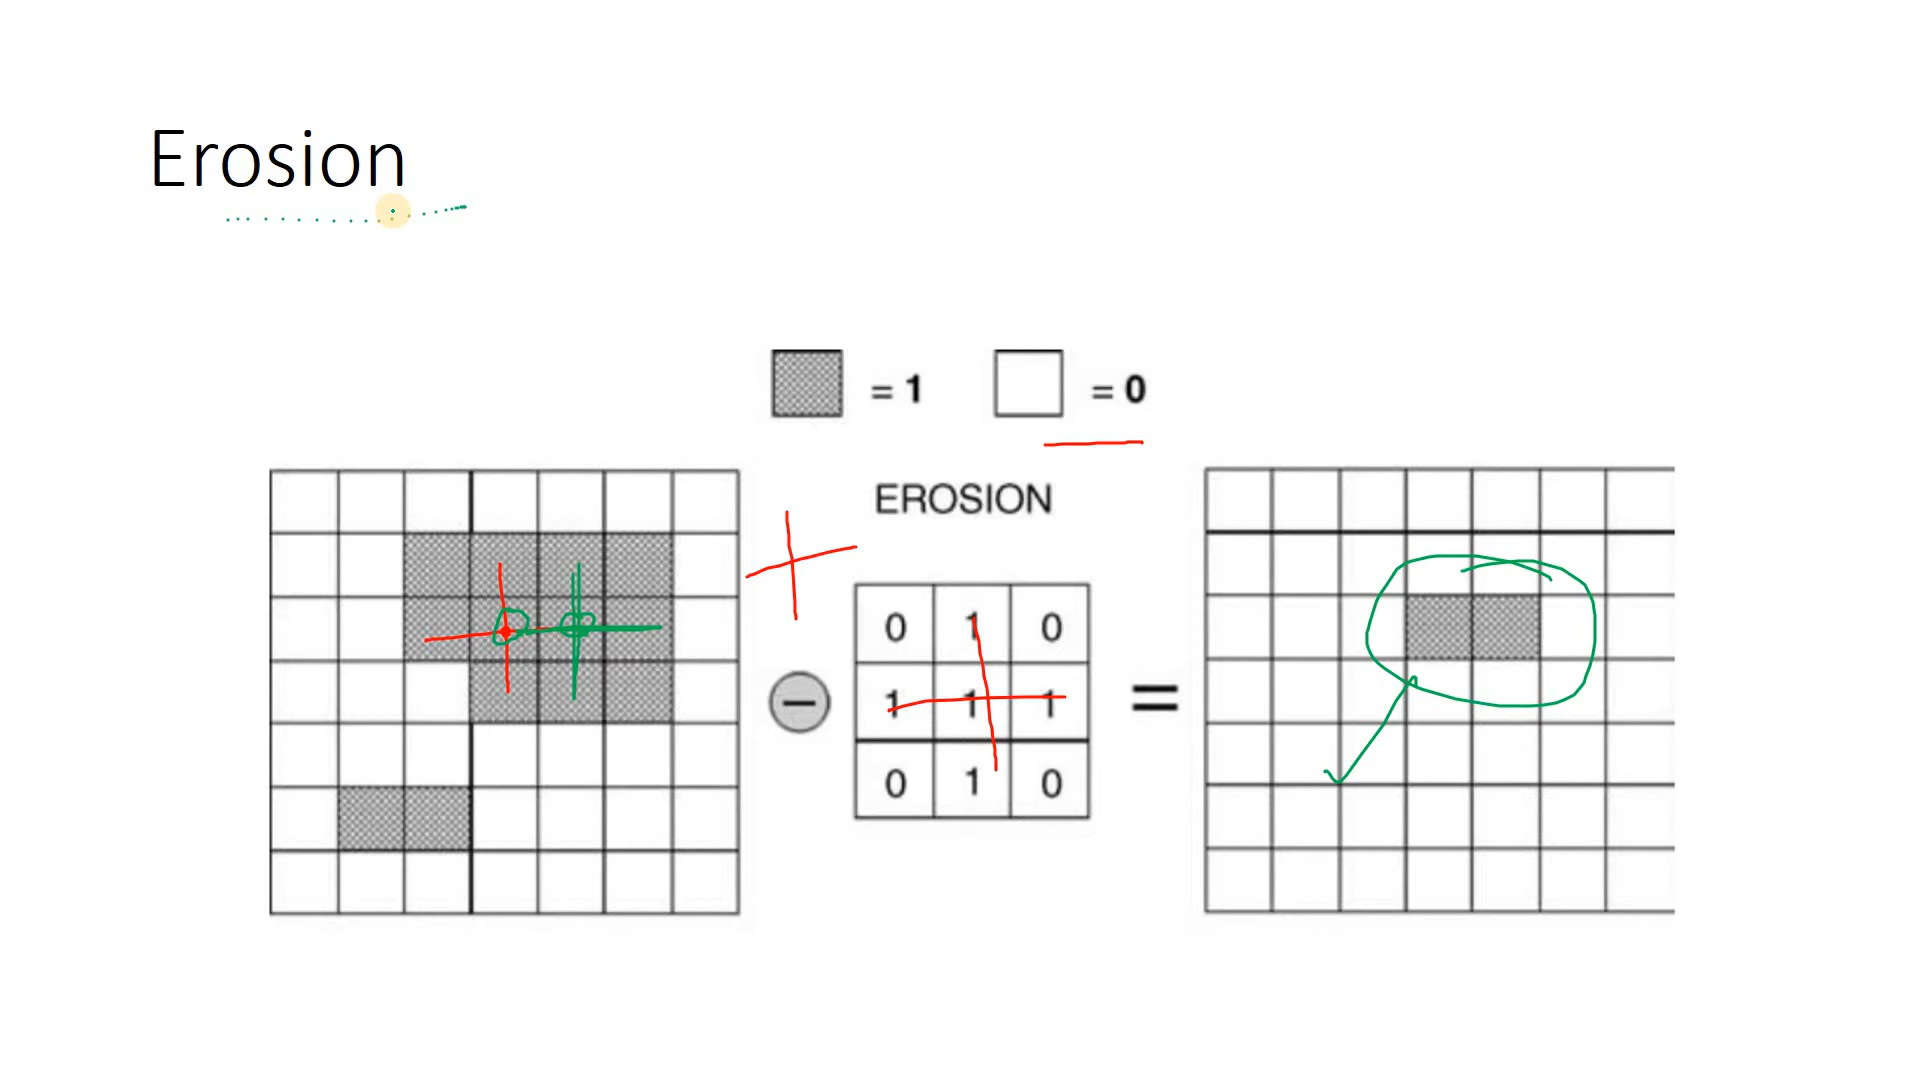 Erosion
= 1 = 0
EROSION
0 1 0
1 1 1
0 1 0
− =